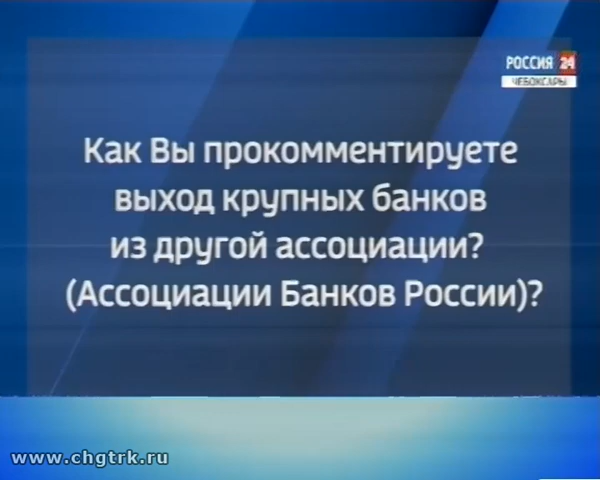 РОССИЯ 24
ЧЕБОКСАРЫ
Как Вы прокомментируете
выход крупных банков
из другой ассоциации?
(Ассоциации Банков России)?
www.chgtrk.ru